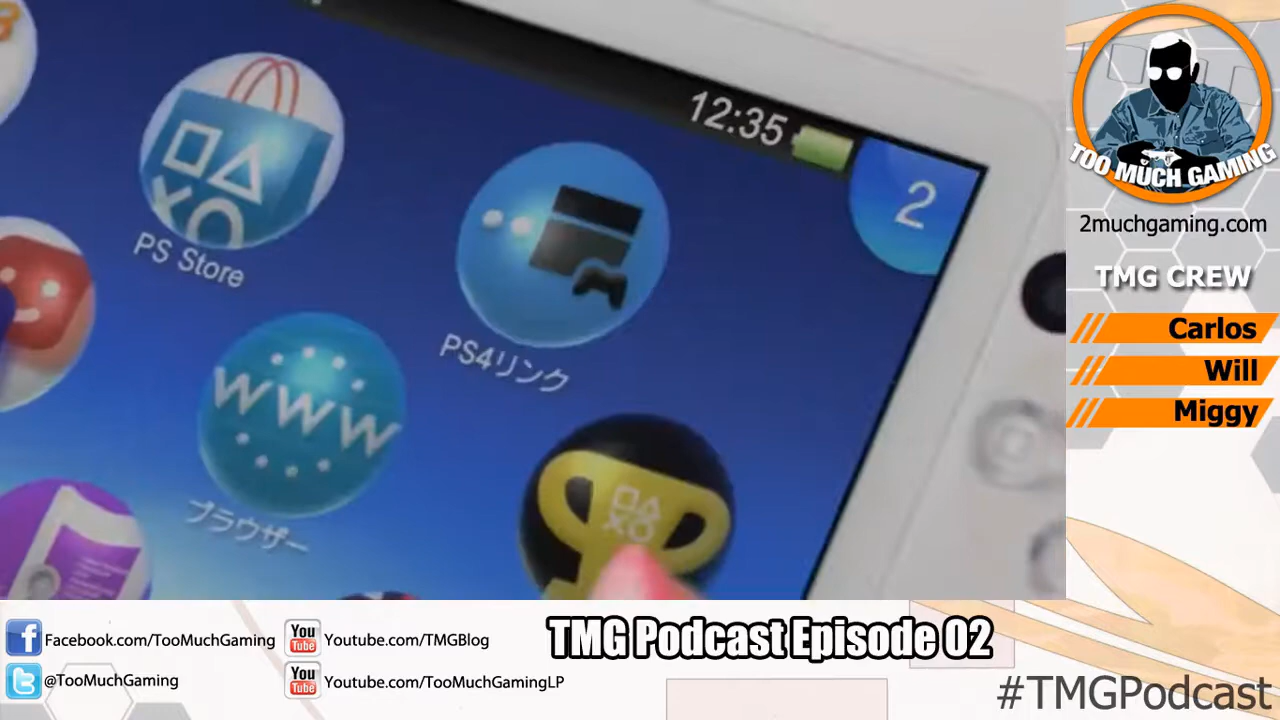 12:35
2
PS Store
PS4リンク
WWW
ブラウザー
TOO MUCH GAMING
2muchgaming.com
TMG CREW
Carlos
Will
Miggy
Facebook.com/TooMuchGaming
You Tube
Youtube.com/TMGBlog
TMG Podcast Episode 02
@TooMuchGaming
You Tube
Youtube.com/TooMuchGamingLP
#TMGPodcast